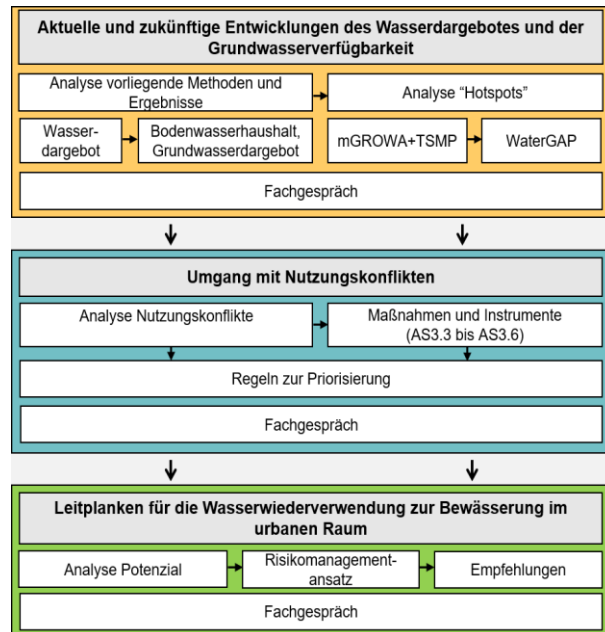 Aktuelle und zukünftige Entwicklungen des Wasserdargebotes und der
Grundwasserverfügbarkeit
Analyse vorliegende Methoden und
Ergebnisse
Analyse “Hotspots”
Wasser-
dargebot
Bodenwasserhaushalt,
Grundwasserdargebot
mGROWA+TSMP
WaterGAP
Fachgespräch
Umgang mit Nutzungskonflikten
Analyse Nutzungskonflikte
Maßnahmen und Instrumente
(AS3.3 bis AS3.6)
Regeln zur Priorisierung
Fachgespräch
Leitplanken für die Wasserwiederverwendung zur Bewässerung im
urbanen Raum
Analyse Potenzial
Risikomanagement-
ansatz
Empfehlungen
Fachgespräch